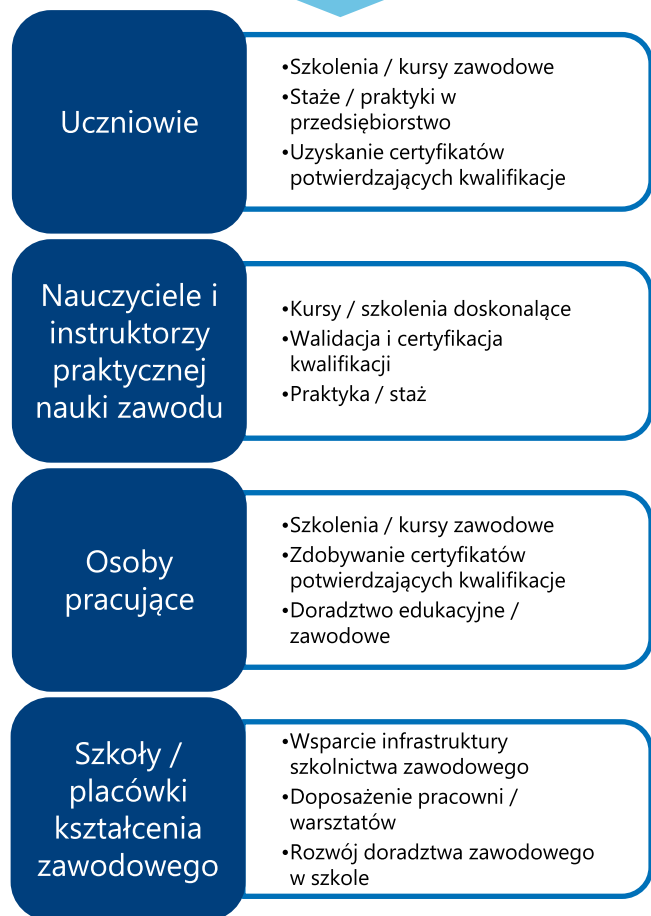 Uczniowie
•Szkolenia / kursy zawodowe
•Staże / praktyki w
przedsiębiorstwo
•Uzyskanie certyfikatów
potwierdzających kwalifikacje
Nauczyciele i
instruktorzy
praktycznej
nauki zawodu
•Kursy / szkolenia doskonalące
•Walidacja i certyfikacja
kwalifikacji
•Praktyka / staż
Osoby
pracujące
•Szkolenia / kursy zawodowe
•Zdobywanie certyfikatów
potwierdzających kwalifikacje
•Doradztwo edukacyjne /
zawodowe
Szkoły /
placówki
kształcenia
zawodowego
•Wsparcie infrastruktury
szkolnictwa zawodowego
•Doposażenie pracowni /
warsztatów
•Rozwój doradztwa zawodowego
w szkole